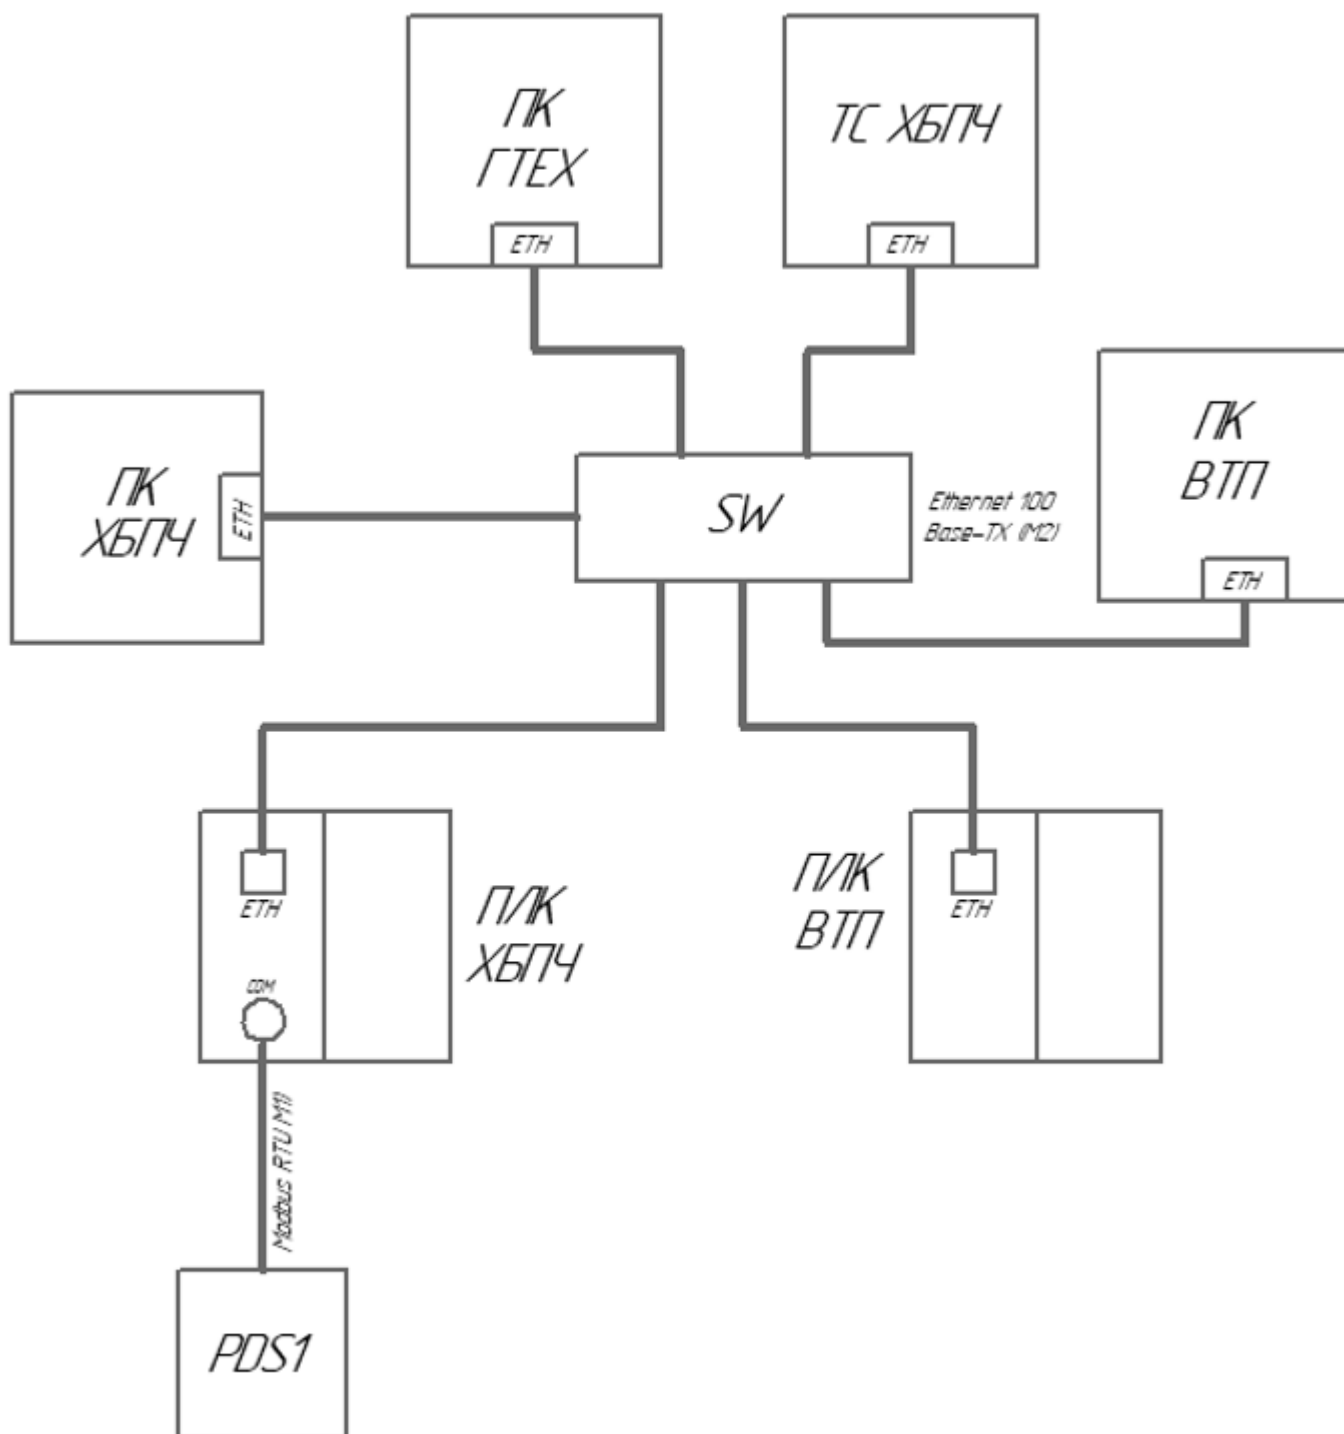 ПК
ГТЕХ
ETH
ТС ХБПЧ
ETH
ПК
ХБПЧ
ETH
SW
Ethernet 100
Base-TX (M2)
ПК
ВТП
ETH
ETH
COM
ПЛК
ХБПЧ
ПЛК
ВТП
ETH
Modbus RTU M1)
PDS1